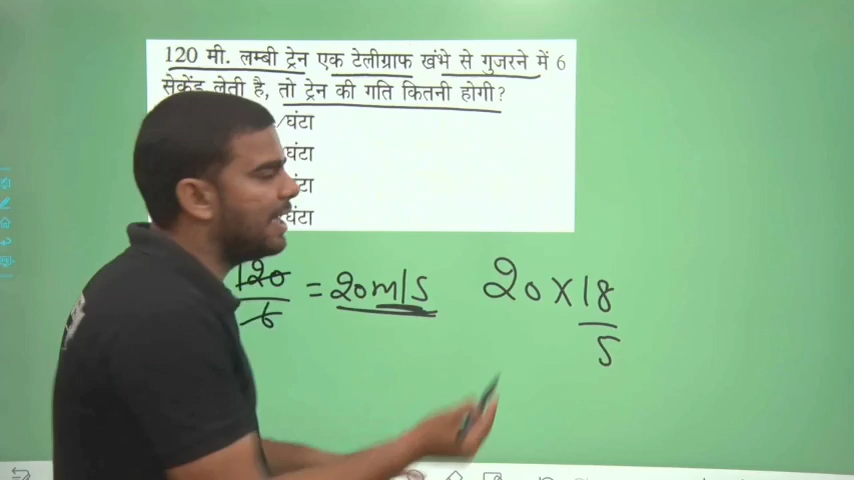 120 मी. लम्बी ट्रेन एक टेलीग्राफ खंभे से गुजरने में 6
सेकेंड लेती है, तो ट्रेन की गति कितनी होगी?
/घंटा
/घंटा
घंटा
/घंटा
120/6 = 20m/s 20 × 18/5